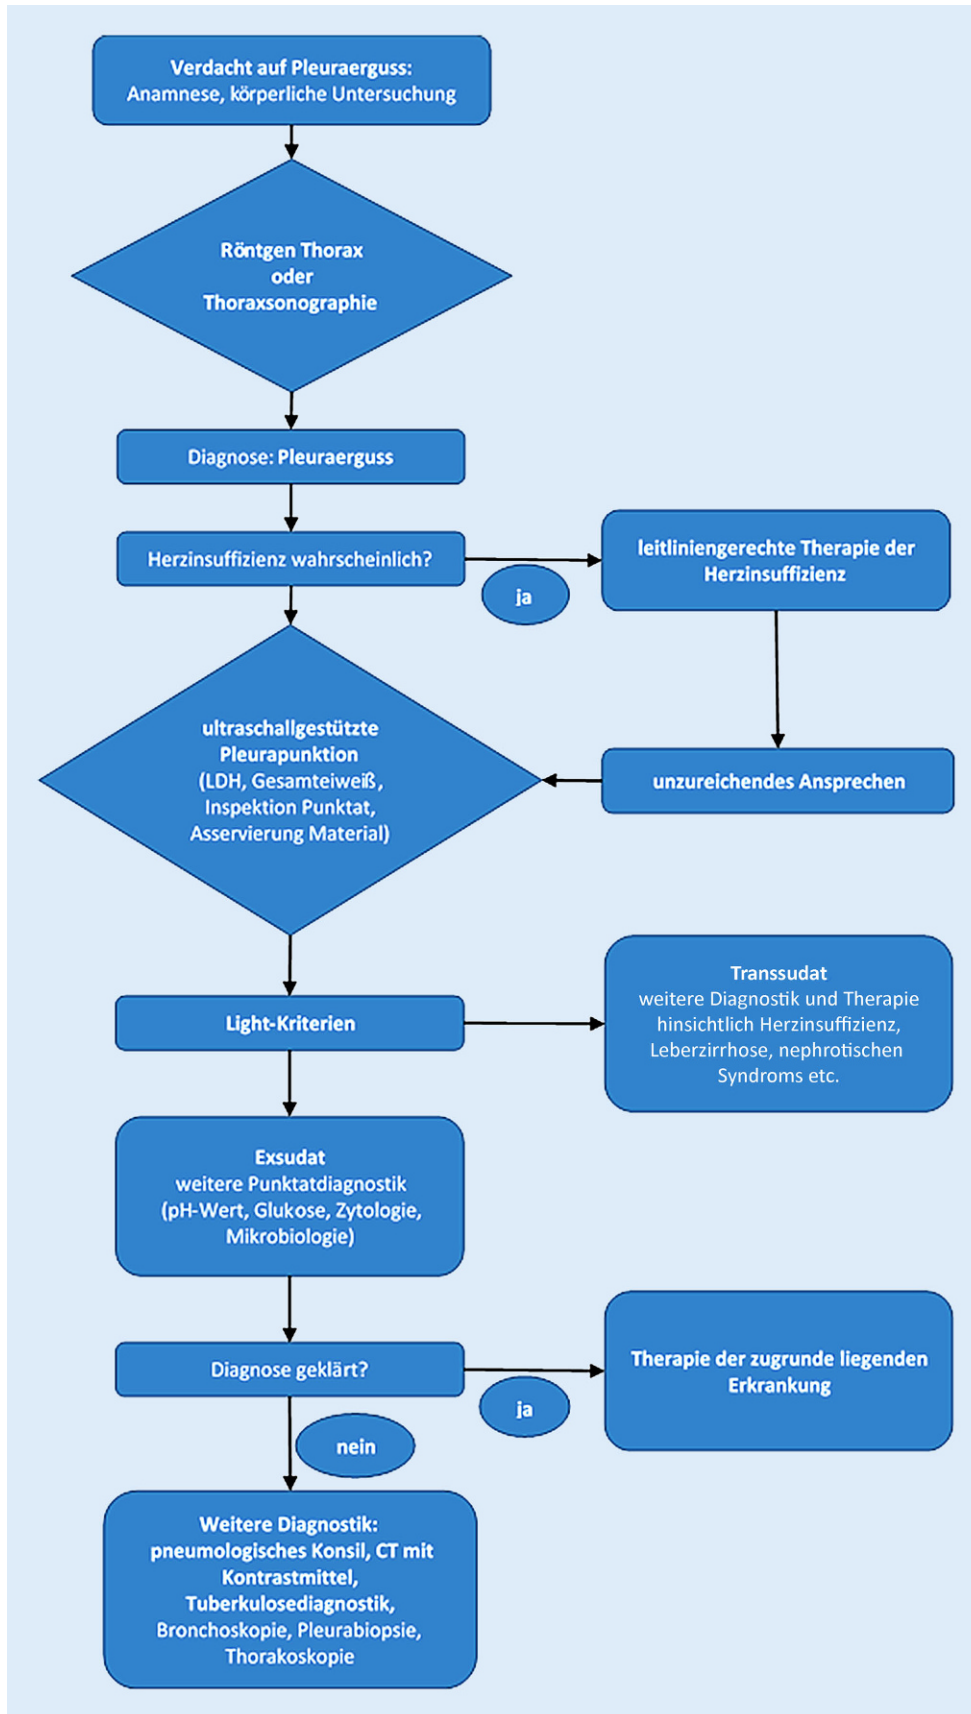 Verdacht auf Pleuraerguss:
Anamnese, körperliche Untersuchung
Röntgen Thorax
oder
Thoraxsonographie
Diagnose: Pleuraerguss
Herzinsuffizienz wahrscheinlich?
ja
leitliniengerechte Therapie der
Herzinsuffizienz
unzureichendes Ansprechen
ultraschallgestützte
Pleurapunktion
(LDH, Gesamteiweiß,
Inspektion Punktat,
Asservierung Material)
Light-Kriterien
Transsudat
weitere Diagnostik und Therapie
hinsichtlich Herzinsuffizienz,
Leberzirrhose, nephrotischen
Syndroms etc.
Exsudat
weitere Punktatdiagnostik
(pH-Wert, Glukose, Zytologie,
Mikrobiologie)
Diagnose geklärt?
ja
Therapie der zugrunde liegenden
Erkrankung
nein
Weitere Diagnostik:
pneumologisches Konsil, CT mit
Kontrastmittel,
Tuberkulosediagnostik,
Bronchoskopie, Pleurabiopsie,
Thorakoskopie